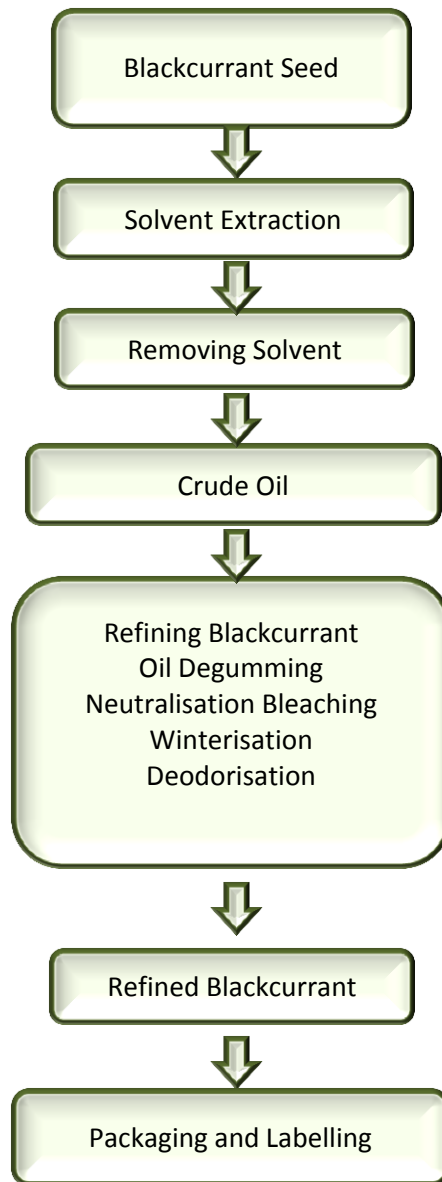 Blackcurrant Seed
Solvent Extraction
Removing Solvent
Crude Oil
Refining Blackcurrant
Oil Degumming
Neutralisation Bleaching
Winterisation
Deodorisation
Refined Blackcurrant
Packaging and Labelling